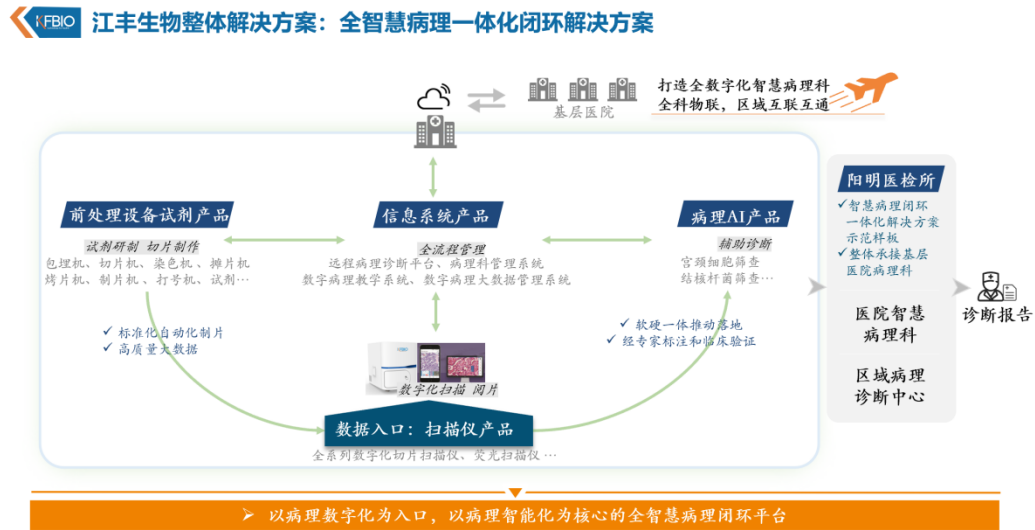 KFBIO 江丰生物整体解决方案：全智慧病理一体化闭环解决方案
基层医院
打造全数字化智慧病理科
全科物联，区域互联互通
前处理设备试剂产品
试剂研制 切片制作
包埋机、切片机、染色机、摊片机
烤片机、制片机、打号机、试剂…
标准化自动化制片
高质量大数据
信息系统产品
全流程管理
远程病理诊断平台、病理科管理系统
数字病理教学系统、数字病理大数据管理系统
数字化扫描 阅片
数据入口：扫描仪产品
全系列数字化切片扫描仪、荧光扫描仪…
病理AI产品
辅助诊断
宫颈细胞筛查
结核杆菌筛查…
软硬一体推动落地
经专家标注和临床验证
阳明医检所
智慧病理闭环
一体化解决方案
示范样板
整体承接基层
医院病理科
医院智慧
病理科
区域病理
诊断中心
诊断报告
以病理数字化为入口，以病理智能化为核心的全智慧病理闭环平台